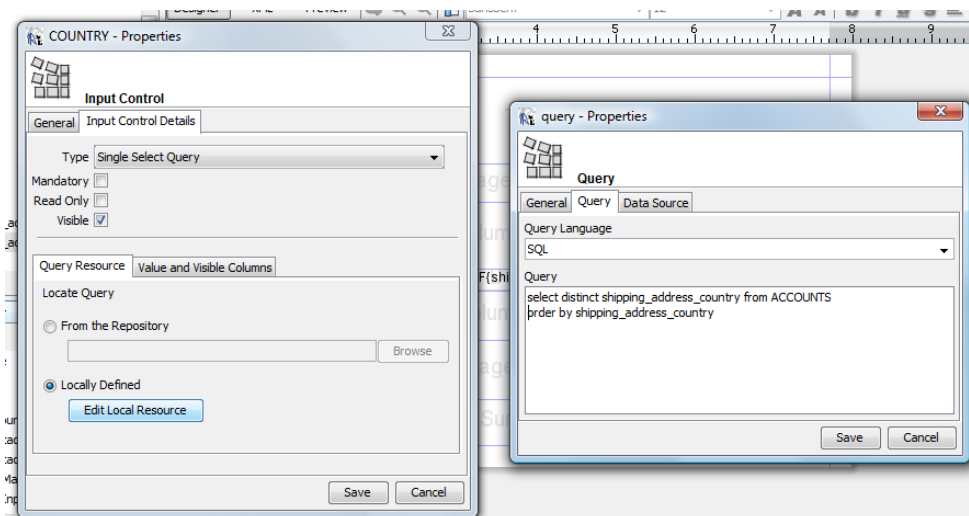 COUNTRY - Properties
Input Control
General
Input Control Details
Type
Single Select Query
Mandatory
Read Only
Visible
Query Resource
Value and Visible Columns
Locate Query
From the Repository
Browse
Locally Defined
Edit Local Resource
Save
Cancel
4
5
6
7
8
9
query - Properties
Query
General
Query
Data Source
Query Language
SQL
Query
select distinct shipping_address_country from ACCOUNTS
order by shipping_address_country
Save
Cancel
F{shi